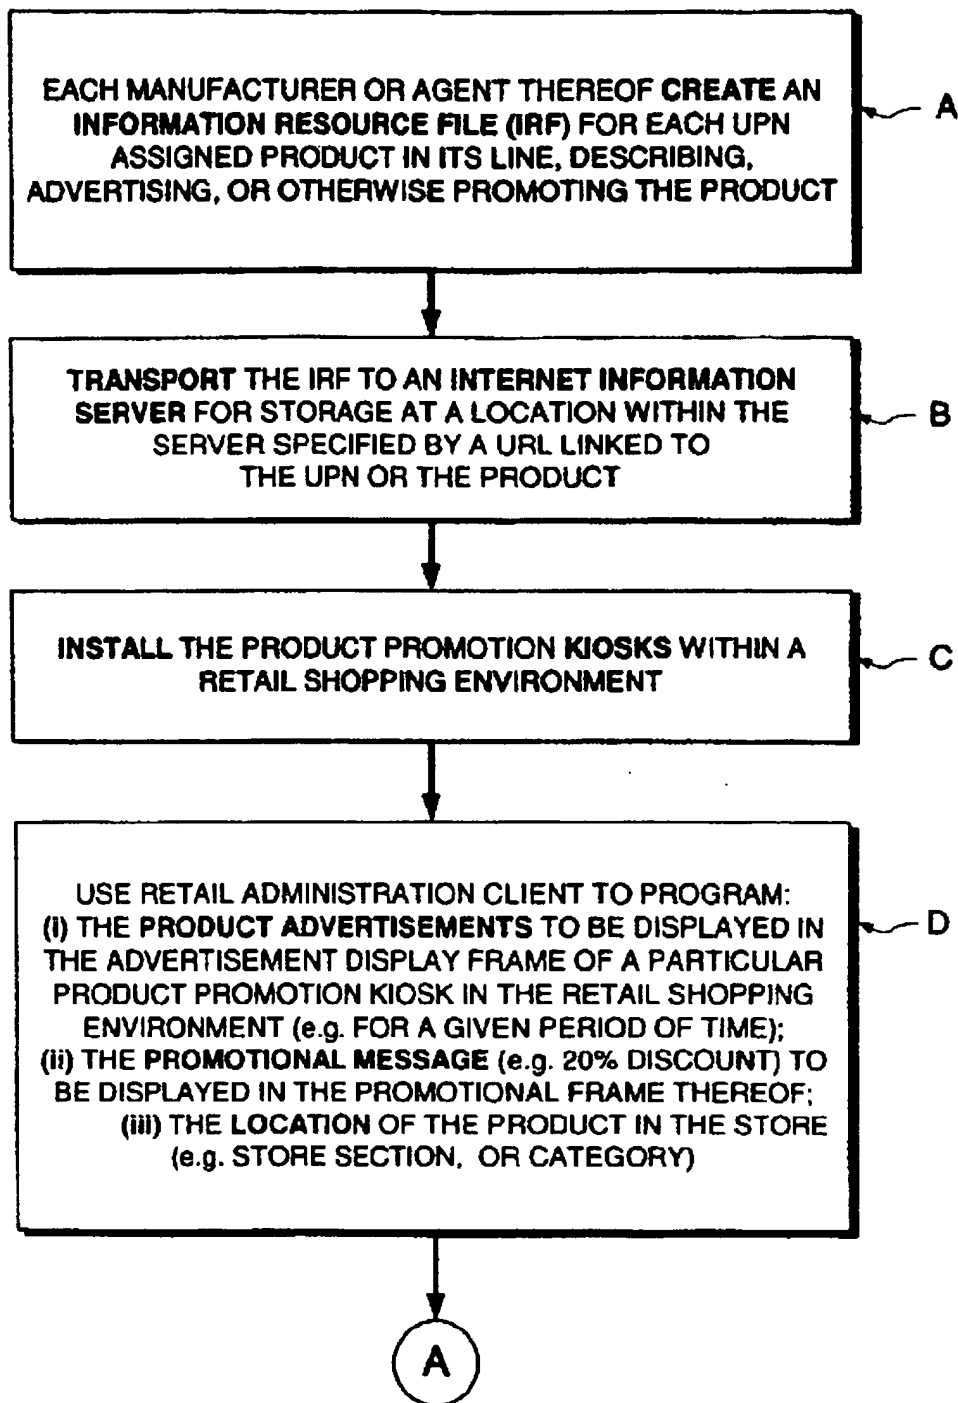 EACH MANUFACTURER OR AGENT THEREOF CREATE AN
INFORMATION RESOURCE FILE (IRF) FOR EACH UPN
ASSIGNED PRODUCT IN ITS LINE, DESCRIBING,
ADVERTISING, OR OTHERWISE PROMOTING THE PRODUCT
A
TRANSPORT THE IRF TO AN INTERNET INFORMATION
SERVER FOR STORAGE AT A LOCATION WITHIN THE
SERVER SPECIFIED BY A URL LINKED TO
THE UPN OR THE PRODUCT
B
INSTALL THE PRODUCT PROMOTION KIOSKS WITHIN A
RETAIL SHOPPING ENVIRONMENT
C
USE RETAIL ADMINISTRATION CLIENT TO PROGRAM:
(i) THE PRODUCT ADVERTISEMENTS TO BE DISPLAYED IN
THE ADVERTISEMENT DISPLAY FRAME OF A PARTICULAR
PRODUCT PROMOTION KIOSK IN THE RETAIL SHOPPING
ENVIRONMENT (e.g. FOR A GIVEN PERIOD OF TIME);
(ii) THE PROMOTIONAL MESSAGE (e.g. 20% DISCOUNT) TO
BE DISPLAYED IN THE PROMOTIONAL FRAME THEREOF;
(iii) THE LOCATION OF THE PRODUCT IN THE STORE
(e.g. STORE SECTION, OR CATEGORY)
D
A